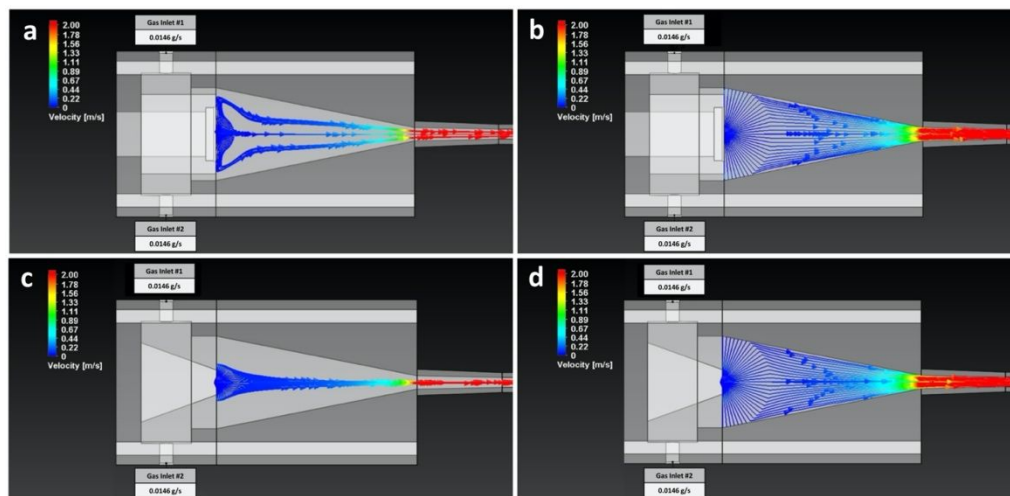 a
2.00
1.78
1.56
1.33
1.11
0.89
0.67
0.44
0.22
0
Velocity [m/s]
Gas Inlet #1
0.0146 g/s
Gas Inlet #2
0.0146 g/s
b
2.00
1.78
1.56
1.33
1.11
0.89
0.67
0.44
0.22
0
Velocity [m/s]
Gas Inlet #1
0.0146 g/s
Gas Inlet #2
0.0146 g/s
c
2.00
1.78
1.56
1.33
1.11
0.89
0.67
0.44
0.22
0
Velocity [m/s]
Gas Inlet #1
0.0146 g/s
Gas Inlet #2
0.0146 g/s
d
2.00
1.78
1.56
1.33
1.11
0.89
0.67
0.44
0.22
0
Velocity [m/s]
Gas Inlet #1
0.0146 g/s
Gas Inlet #2
0.0146 g/s